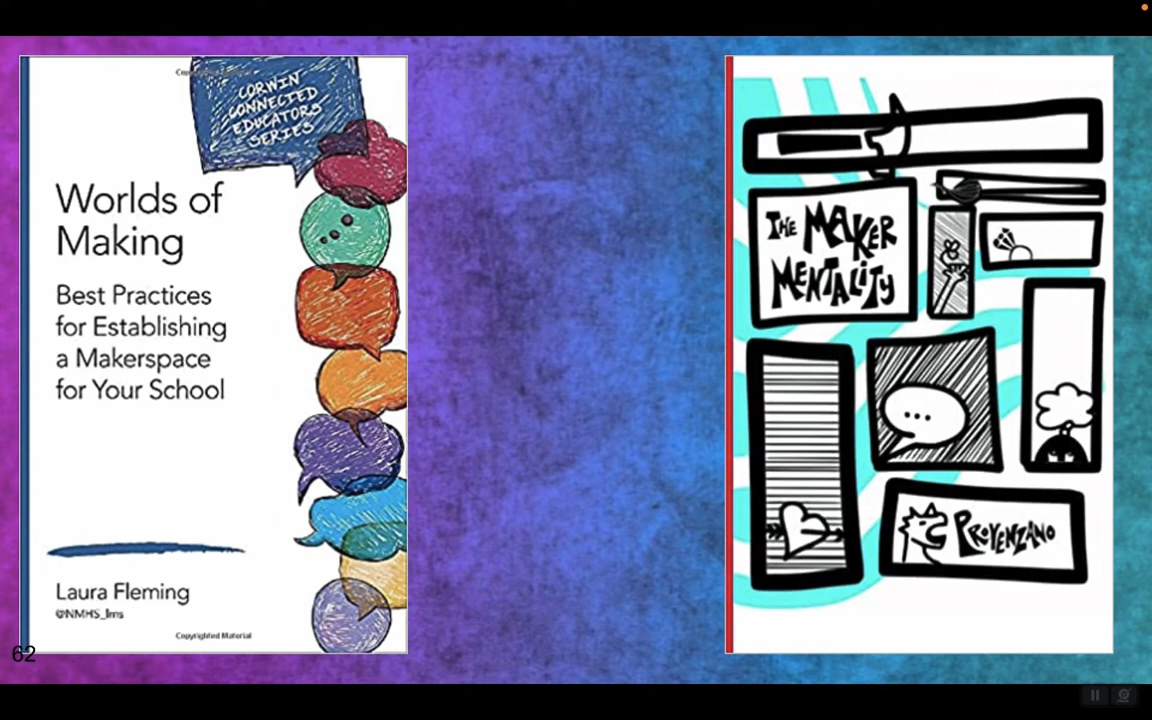 CORWIN
CONNECTED
EDUCATORS
SERIES
Worlds of
Making
Best Practices
for Establishing
a Makerspace
for Your School
Laura Fleming
@NMHS_lms
Copyrighted Material
62
THE MAKER
MENTALITY
PROVENZANO